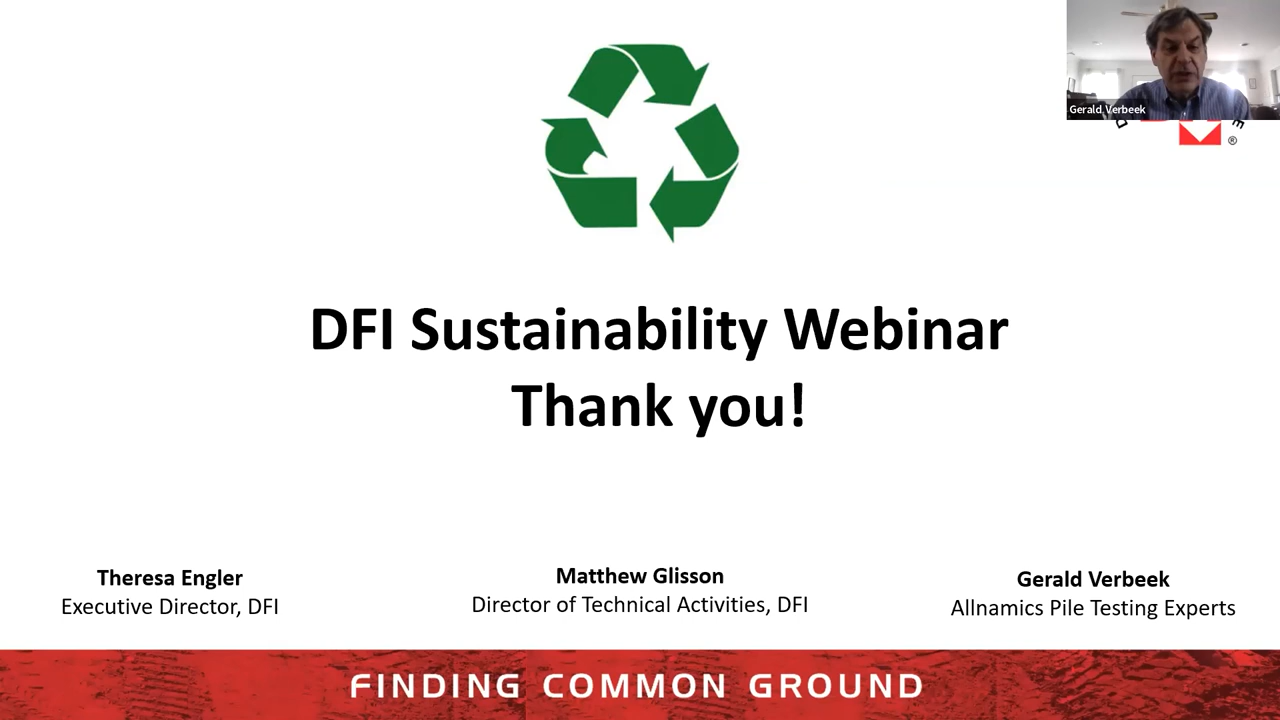 Gerald Verbeek
®
DFI Sustainability Webinar
Thank you!
Theresa Engler
Executive Director, DFI
Matthew Glisson
Director of Technical Activities, DFI
Gerald Verbeek
Allnamics Pile Testing Experts
FINDING COMMON GROUND